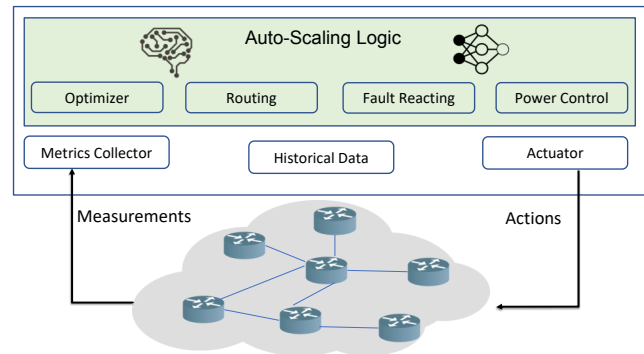 Auto-Scaling Logic
Optimizer
Routing
Fault Reacting
Power Control
Metrics Collector
Historical Data
Actuator
Measurements
Actions